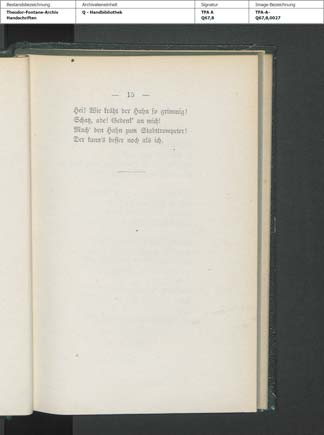 Bestandsbezeichnung Archivalieneinheit Signatur Image-Bezeichnung
Theodor-Fontane-Archiv Q - Handbibliothek TFA A TFA-A-
Handschriften Q67,8 Q67,8,0027
— 15 —
Hei! Wie kräht der Hahn so grimmig!
Schatz, ade! Gedenk' an mich!
Mach' den Hahn zum Stadttrompeter!
Der kann's besser noch als ich.